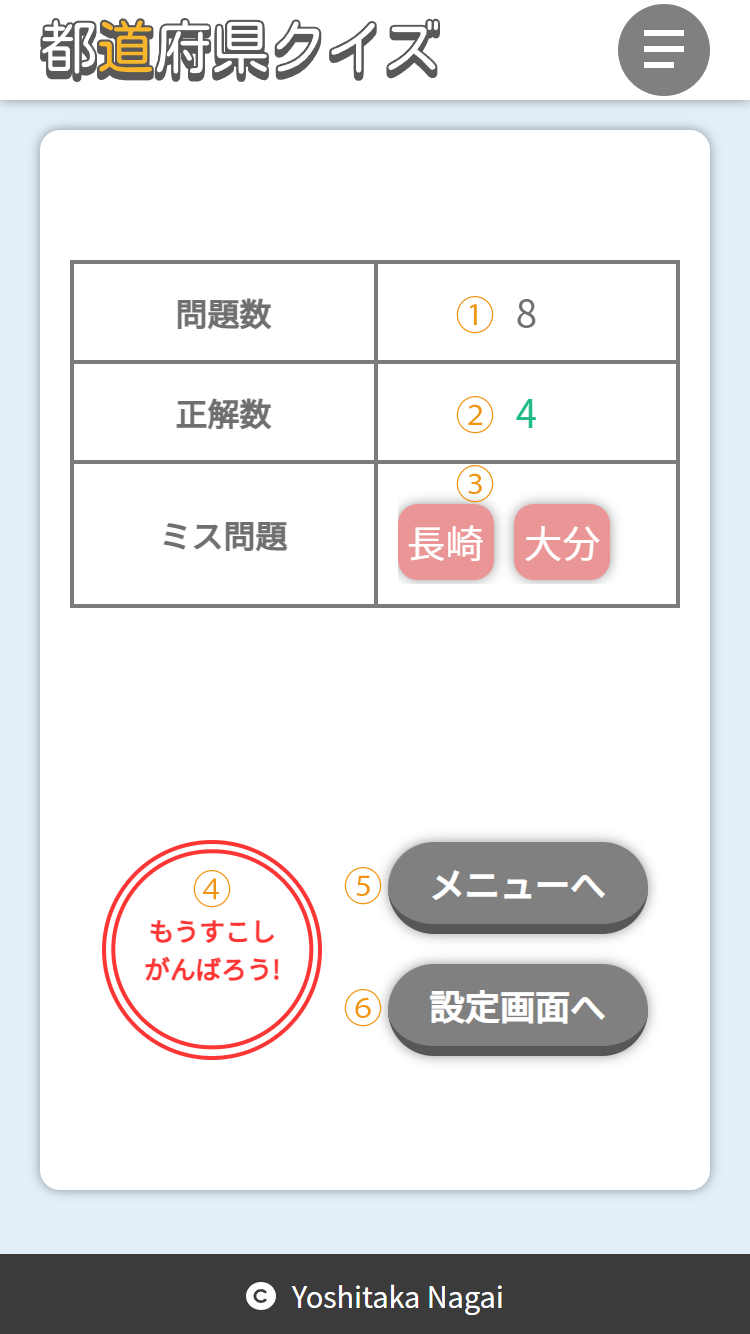 都道府県クイズ
問題数 ① 8
正解数 ② 4
ミス問題 ③ 長崎 大分
④
もうすこし
がんばろう!
⑤ メニューへ
⑥ 設定画面へ
C Yoshitaka Nagai